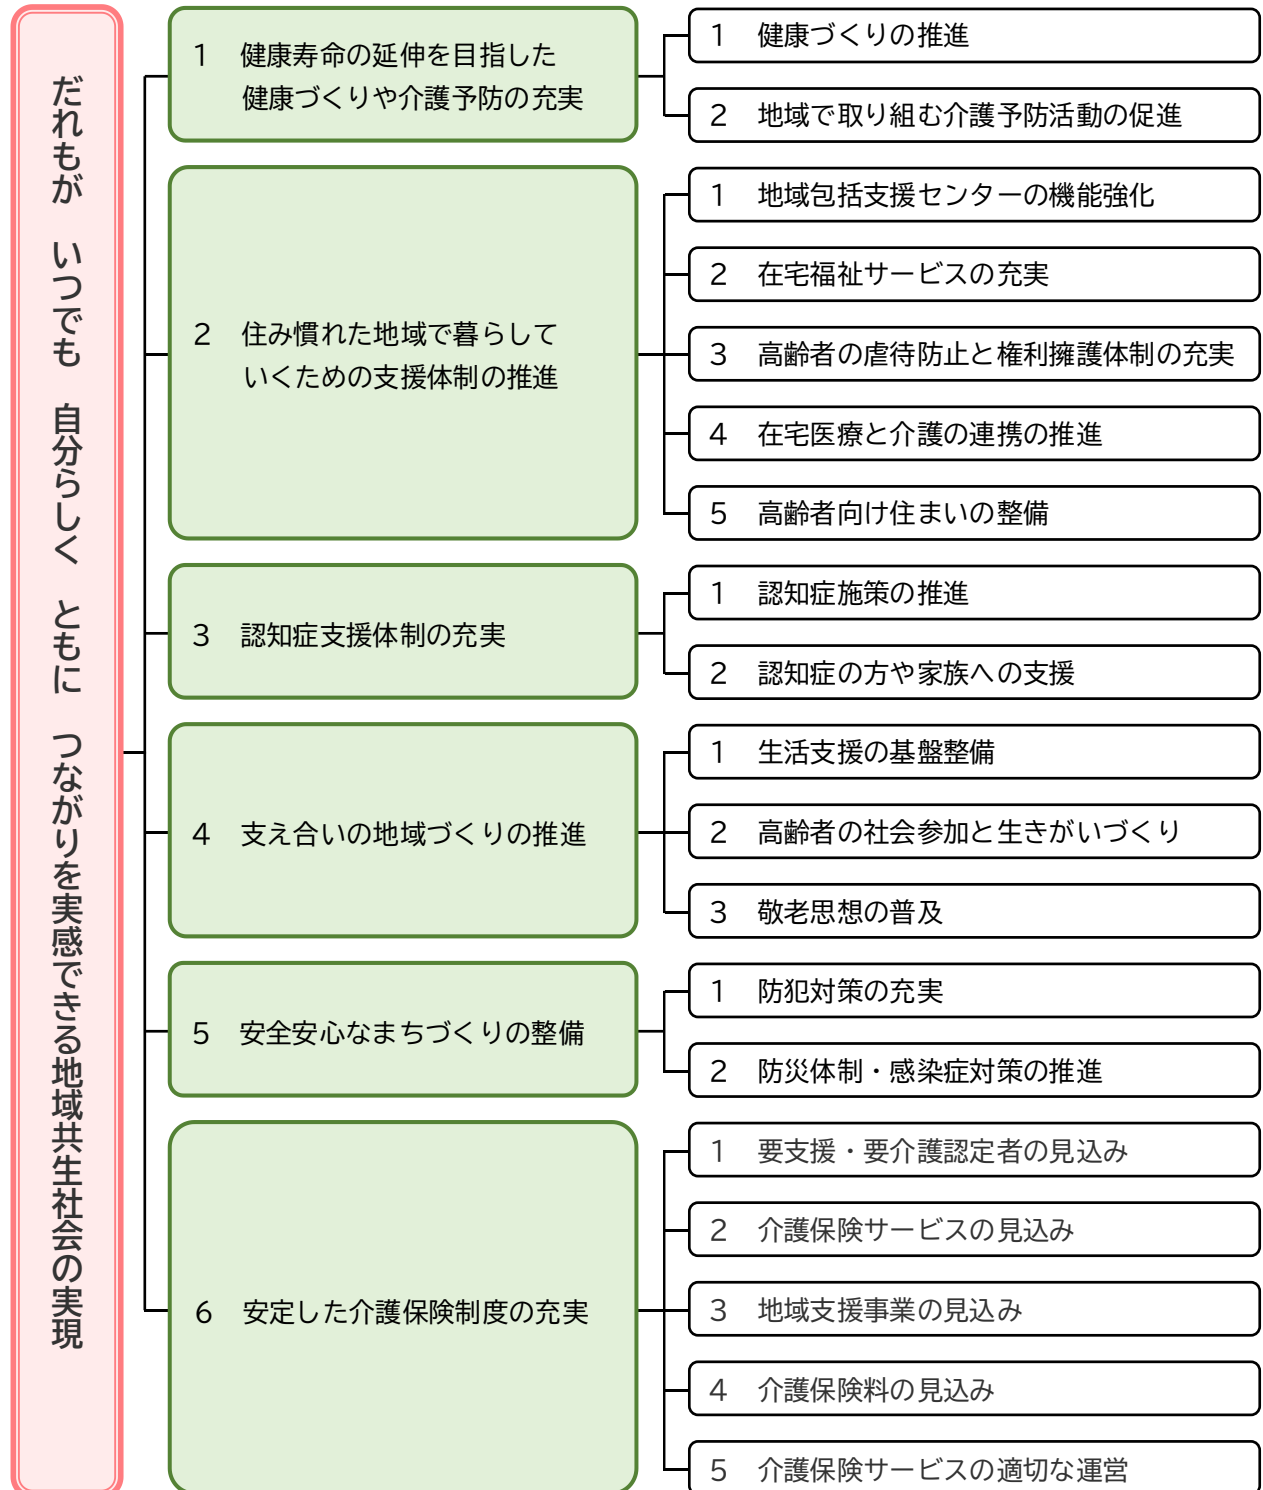 だれもが　いつでも　自分らしく　ともに　つながりを実感できる地域共生社会の実現
1　健康寿命の延伸を目指した
健康づくりや介護予防の充実
1　健康づくりの推進
2　地域で取り組む介護予防活動の促進
2　住み慣れた地域で暮らして
いくための支援体制の推進
1　地域包括支援センターの機能強化
2　在宅福祉サービスの充実
3　高齢者の虐待防止と権利擁護体制の充実
4　在宅医療と介護の連携の推進
5　高齢者向け住まいの整備
3　認知症支援体制の充実
1　認知症施策の推進
2　認知症の方や家族への支援
4　支え合いの地域づくりの推進
1　生活支援の基盤整備
2　高齢者の社会参加と生きがいづくり
3　敬老思想の普及
5　安全安心なまちづくりの整備
1　防犯対策の充実
2　防災体制・感染症対策の推進
6　安定した介護保険制度の充実
1　要支援・要介護認定者の見込み
2　介護保険サービスの見込み
3　地域支援事業の見込み
4　介護保険料の見込み
5　介護保険サービスの適切な運営